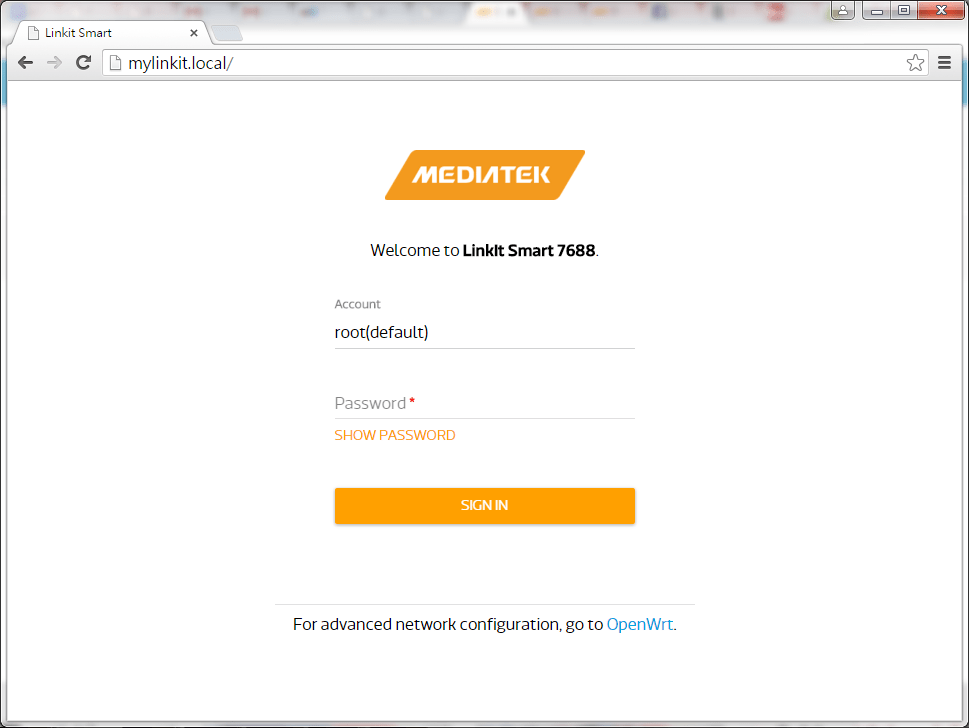 Linkit Smart
mylinkit.local/
MEDIATEK
Welcome to LinkIt Smart 7688.
Account
root(default)
Password *
SHOW PASSWORD
SIGN IN
For advanced network configuration, go to OpenWrt.